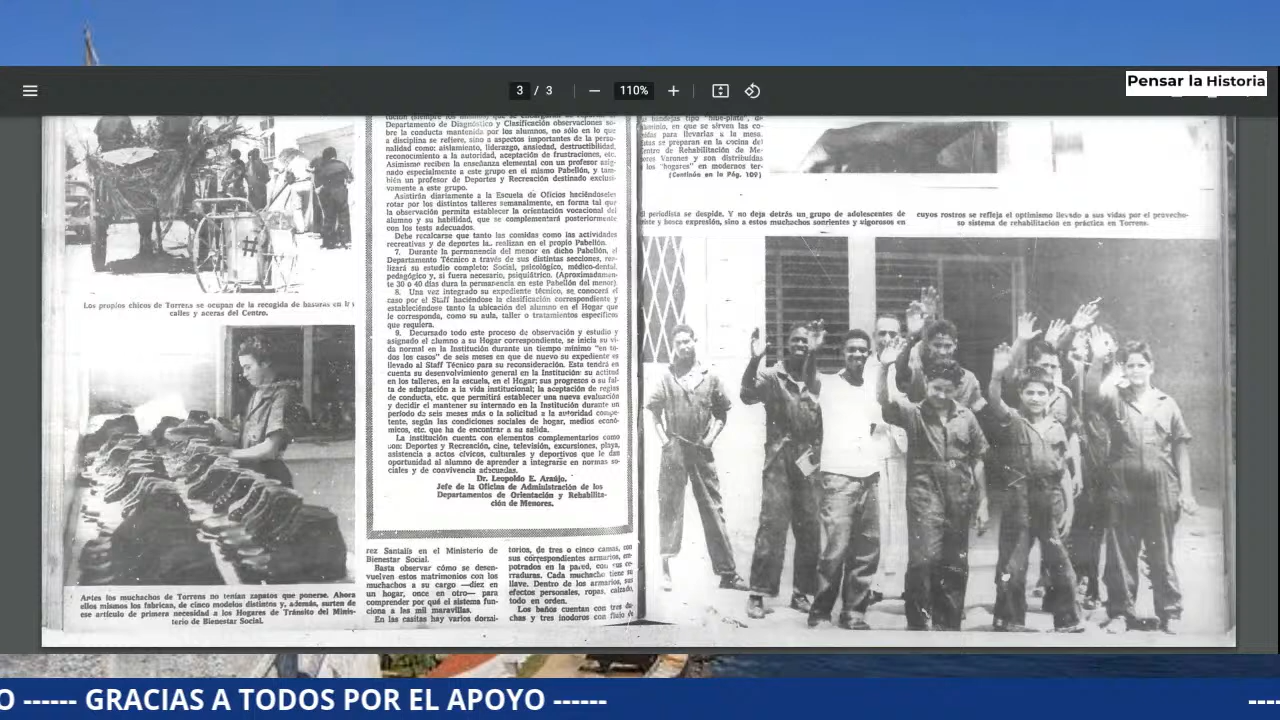 3 / 3
110%
Pensar la Historia
Departamento de Diagnóstico y Clasificación observaciones so-
bre la conducta mantenida por los alumnos, no sólo en lo que
a disciplina se refiere, sino a aspectos importantes de la perso-
nalidad como: aislamiento, liderazgo, ansiedad, destructibilidad,
reconocimiento a la autoridad, aceptación de frustraciones, etc.
Asimismo reciben la enseñanza elemental con un profesor asig-
nado especialmente a este grupo en el mismo Pabellón, y tam-
bién un profesor de Deportes y Recreación destinado exclusi-
vamente a este grupo.
Asistirán diariamente a la Escuela de Oficios haciéndoseles
rotar por los distintos talleres semanalmente, en forma tal que
la observación permita establecer la orientación vocacional del
alumno y su habilidad, que se complementará posteriormente
con los tests adecuados.
Debe recalcarse que tanto las comidas como las actividades
recreativas y de deportes la. realizan en el propio Pabellón.
7. Durante la permanencia del menor en dicho Pabellón, el
Departamento Técnico a través de sus distintas secciones, rea-
lizará su estudio completo: Social, psicológico, médico-dental,
pedagógico y, si fuera necesario, psiquiátrico. (Aproximadamen-
te 30 ó 40 días dura la permanencia en este Pabellón del menor).
8. Una vez integrado su expediente técnico, se conocerá el
caso por el Staff haciéndose la clasificación correspondiente y
estableciéndose tanto la ubicación del alumno en el Hogar que
le corresponda, como su aula, taller o tratamientos específicos
que requiera.
9. Decursado todo este proceso de observación y estudio y
asignado el alumno a su Hogar correspondiente, se inicia su vi-
da normal en la Institución durante un tiempo mínimo "en to-
dos los casos" de seis meses en que de nuevo su expediente es
llevado al Staff Técnico para su reconsideración. Esta tendrá en
cuenta su desenvolvimiento general en la Institución: su actitud
en los talleres, en la escuela, en el Hogar; sus progresos o su fal-
ta de adaptación a la vida institucional; la aceptación de reglas
de conducta, etc. que permitirá establecer una nueva evaluación
y decidir el mantener su internado en la Institución durante un
período de seis meses más o la solicitud a la autoridad compe-
tente, según las condiciones sociales de hogar, medios econó-
micos, etc. que ha de encontrar a su salida.
La institución cuenta con elementos complementarios como
son: Deportes y Recreación, cine, televisión, excursiones, playa,
asistencia a actos cívicos, culturales y deportivos que le dan
oportunidad al alumno de aprender a integrarse en normas so-
ciales y de convivencia adecuadas.
Dr. Leopoldo E. Araújo.
Jefe de la Oficina de Administración de los
Departamentos de Orientación y Rehabilita-
ción de Menores.
Los propios chicos de Torrens se ocupan de la recogida de basuras en las
calles y aceras del Centro.
Antes los muchachos de Torrens no tenían zapatos que ponerse. Ahora
ellos mismos los fabrican, de cinco modelos distintos y, además, surten de
ese artículo de primera necesidad a los Hogares de Tránsito del Minis-
terio de Bienestar Social.
rez Santalís en el Ministerio de
Bienestar Social.
Basta observar cómo se desen-
vuelven estos matrimonios con los
muchachos a su cargo —diez en
un hogar, once en otro— para
comprender por qué el sistema fun-
ciona a las mil maravillas.
En las casitas hay varios dormi-
torios, de tres o cinco camas, con
sus correspondientes armarios, em-
potrados en la pared, con sus ce-
rraduras. Cada muchacho tiene su
llave. Dentro de los armarios, sus
efectos personales, ropas, calzado,
todo en orden.
Los baños cuentan con tres du-
chas y tres inodoros con
bandejas tipo "blue-plate", de
aluminio, en que se sirven las co-
midas para llevarlas a la mesa.
se preparan en la cocina del
Centro de Rehabilitación de Me-
nores Varones y son distribuidas
"hogares" en modernos ter-
(Continúa en la Pág. 109)
El periodista se despide. Y no deja detrás un grupo de adolescentes de
y hosca expresión, sino a estos muchachos sonrientes y vigorosos en
cuyos rostros se refleja el optimismo llevado a sus vidas por el provecho-
so sistema de rehabilitación en práctica en Torrens.
O ------ GRACIAS A TODOS POR EL APOYO ------